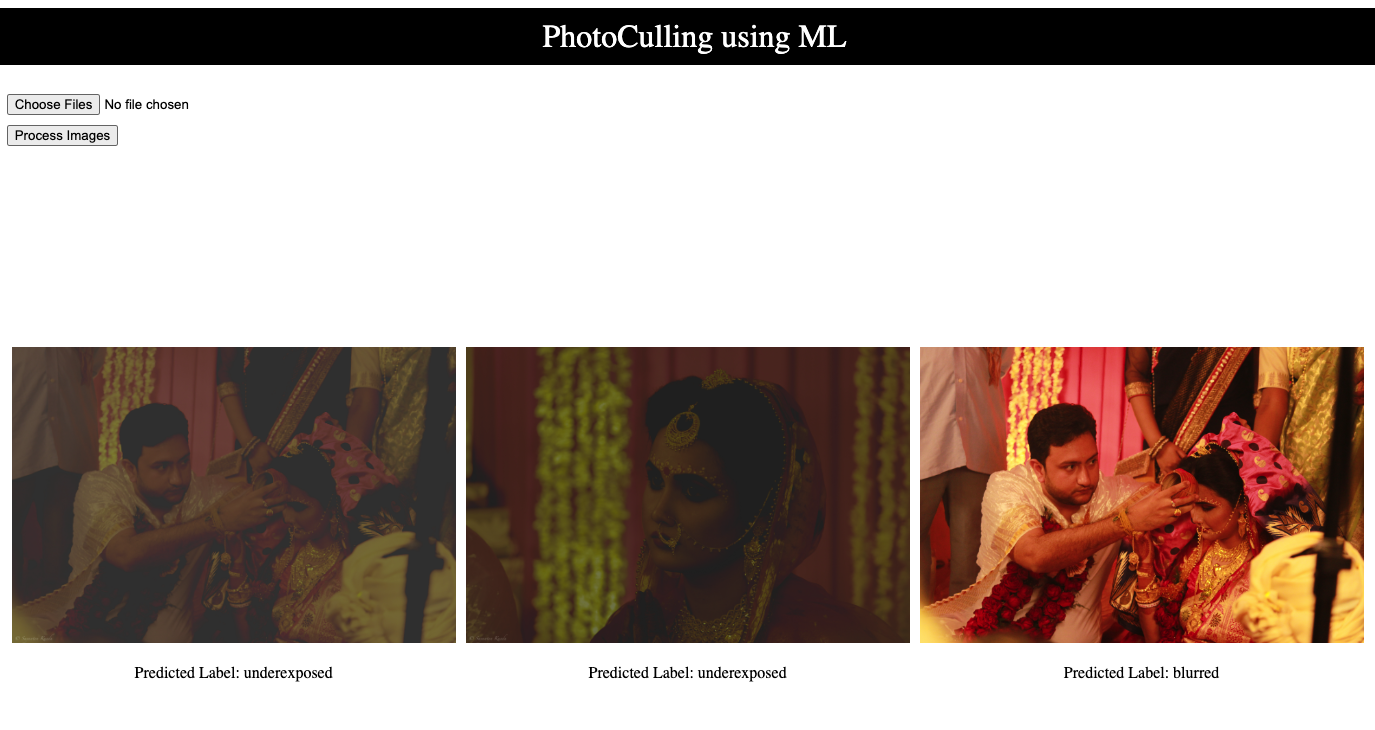 PhotoCulling using ML
Choose Files No file chosen
Process Images
Predicted Label: underexposed
Predicted Label: underexposed
Predicted Label: blurred